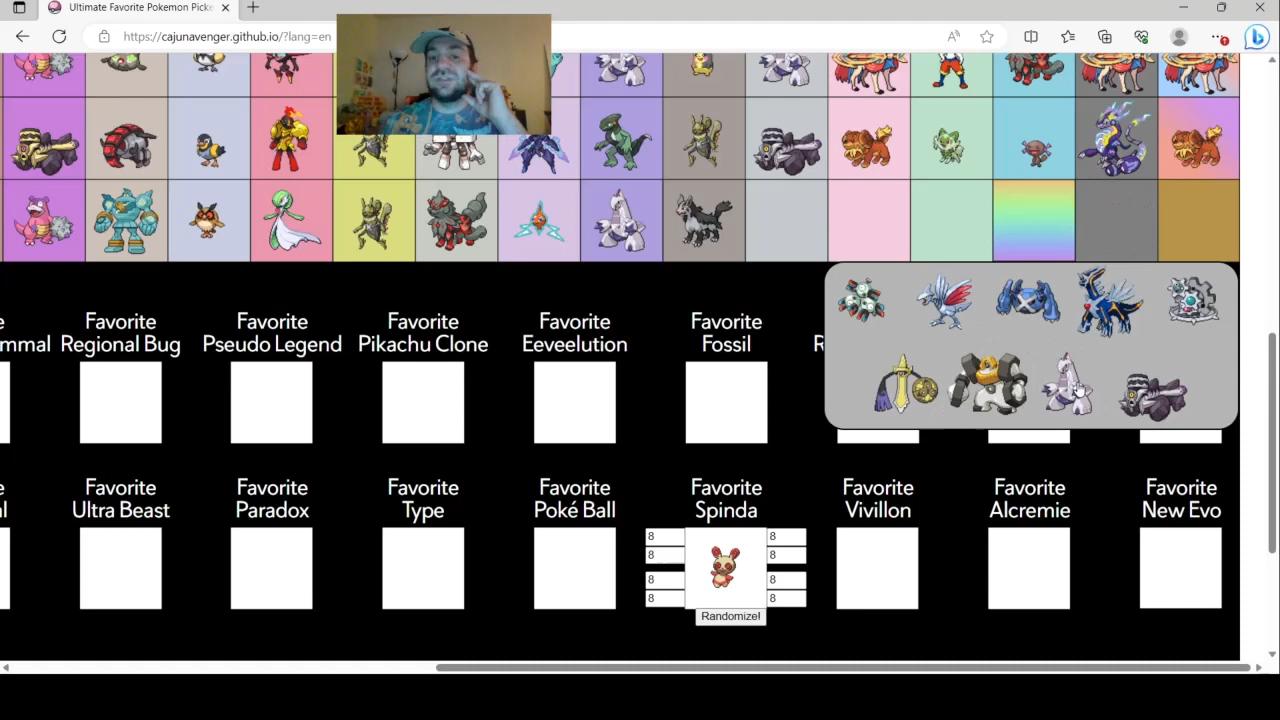 Ultimate Favorite Pokemon Picke
https://cajunavenger.github.io/?lang=en
e Favorite Favorite Favorite Favorite Favorite
mmal Regional Bug Pseudo Legend Pikachu Clone Eeveelution Fossil R
e Favorite Favorite Favorite Favorite Favorite Favorite Favorite Favorite
l Ultra Beast Paradox Type Poké Ball Spinda Vivillon Alcremie New Evo
8 8
8 8
8 8
8 8
Randomize!